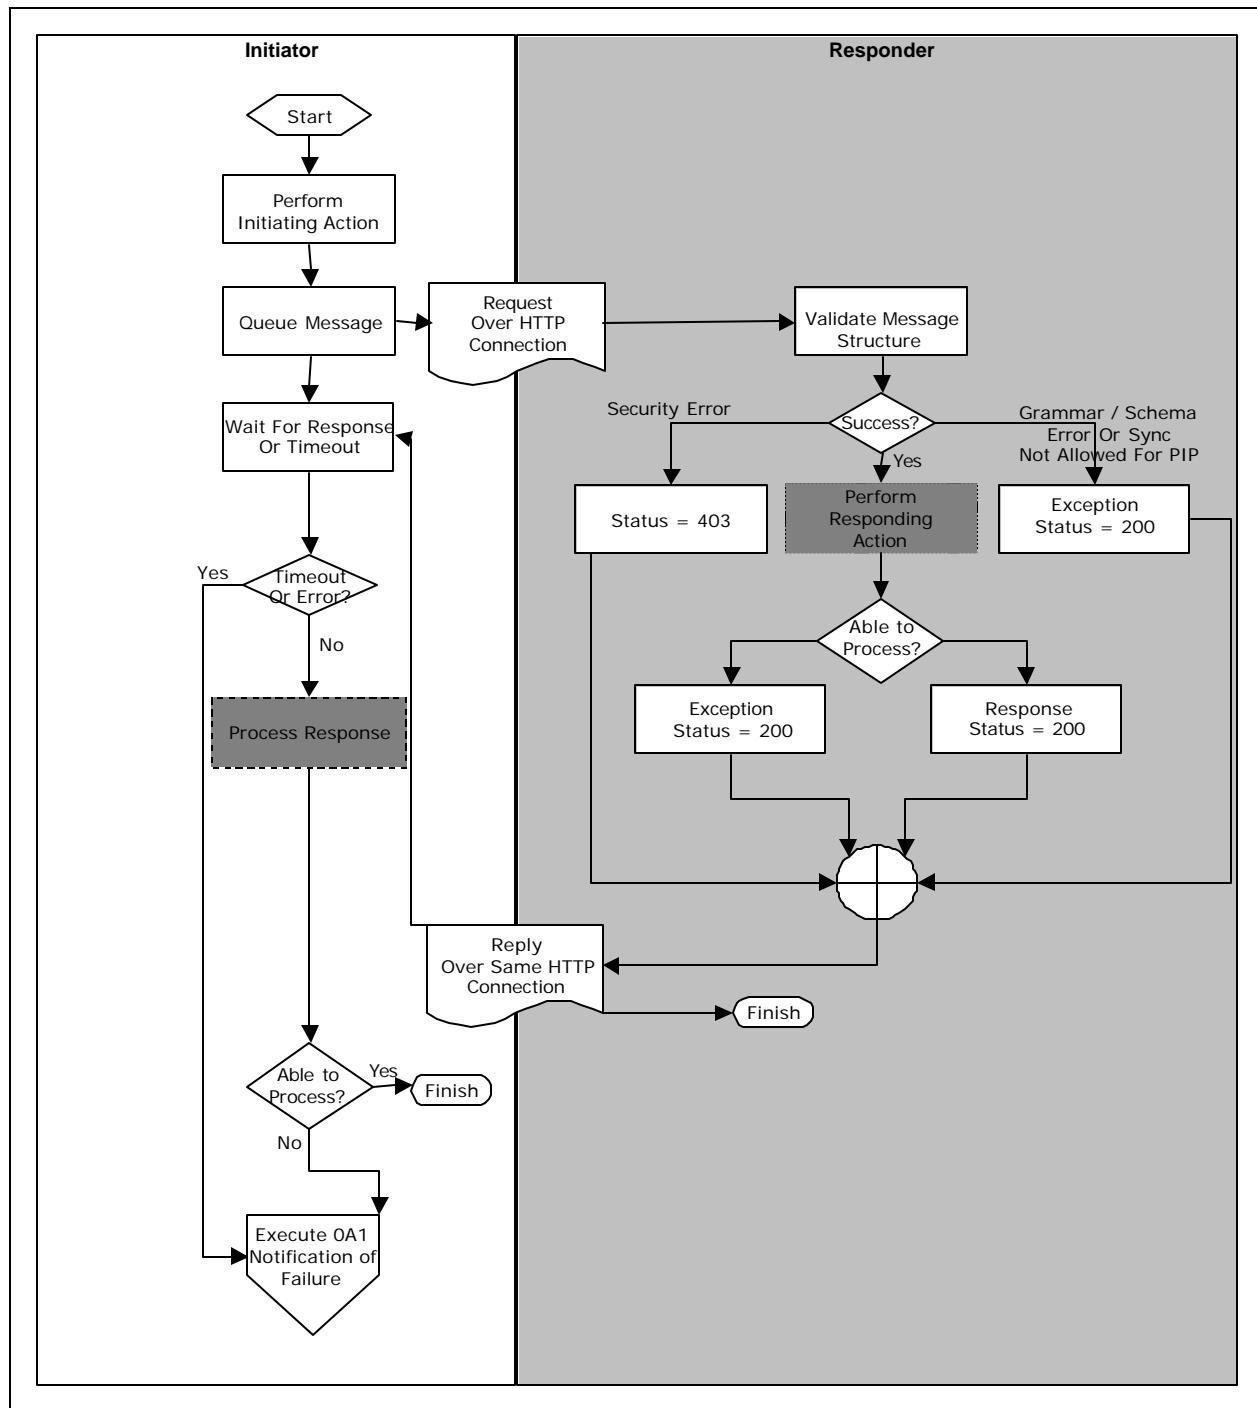 Initiator
Responder
Start
Perform
Initiating Action
Queue Message
Request
Over HTTP
Connection
Validate Message
Structure
Wait For Response
Or Timeout
Security Error
Success?
Grammar / Schema
Error Or Sync
Not Allowed For PIP
Yes
Status = 403
Perform
Responding
Action
Exception
Status = 200
Yes
Timeout
Or Error?
No
Able to
Process?
Process Response
Exception
Status = 200
Response
Status = 200
Reply
Over Same HTTP
Connection
Finish
Able to
Process?
Yes
Finish
No
Execute 0A1
Notification of
Failure